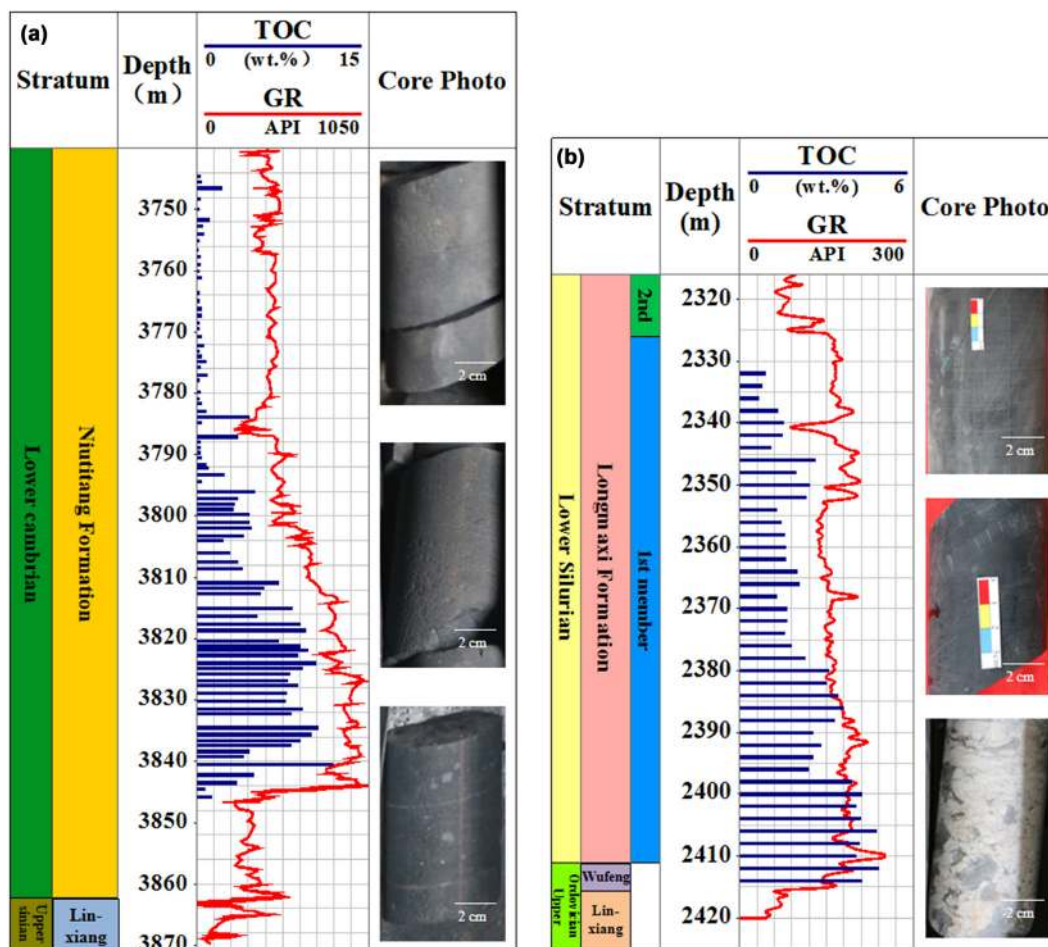 (a)
Stratum
Depth
(m)
TOC
0 (wt.%) 15
GR
0 API 1050
Core Photo
Lower cambrian
Niutitang Formation
Upper
sinian
Lin-
xiang
3750
3760
3770
3780
3790
3800
3810
3820
3830
3840
3850
3860
3870
2 cm
2 cm
2 cm
(b)
Stratum
Depth
(m)
TOC
0 (wt.%) 6
GR
0 API 300
Core Photo
Lower Silurian
Longmaxi Formation
2nd
1st member
Ordovician
Upper
Wufeng
Lin-
xiang
2320
2330
2340
2350
2360
2370
2380
2390
2400
2410
2420
2 cm
2 cm
2 cm